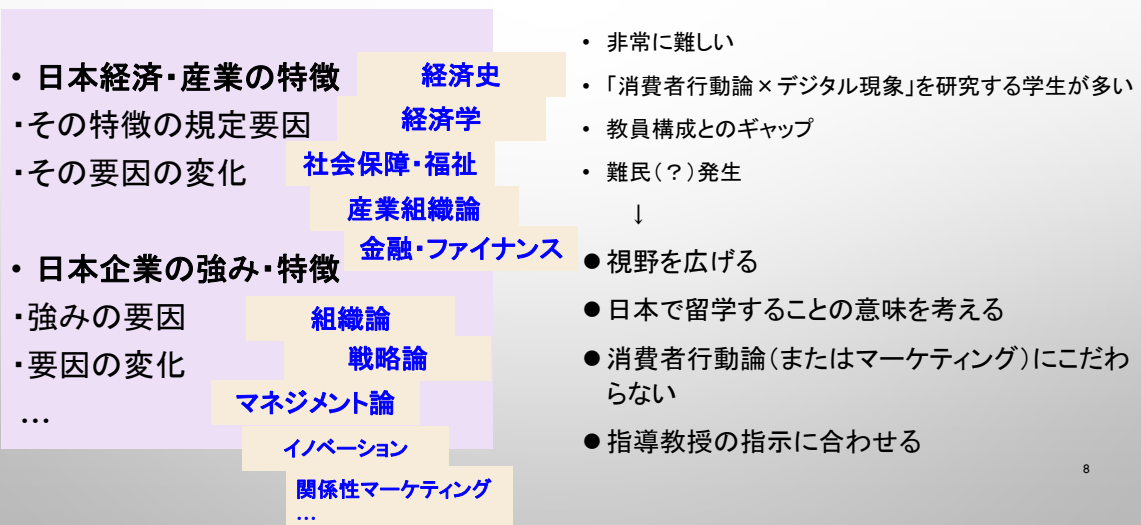 ・日本経済・産業の特徴
経済史
・その特徴の規定要因
経済学
・その要因の変化
社会保障・福祉
産業組織論
金融・ファイナンス
・日本企業の強み・特徴
・強みの要因
組織論
・要因の変化
戦略論
…
マネジメント論
イノベーション
関係性マーケティング
…
• 非常に難しい
• 「消費者行動論×デジタル現象」を研究する学生が多い
• 教員構成とのギャップ
• 難民(?)発生
↓
●視野を広げる
●日本で留学することの意味を考える
●消費者行動論(またはマーケティング)にこだわ
らない
●指導教授の指示に合わせる
8